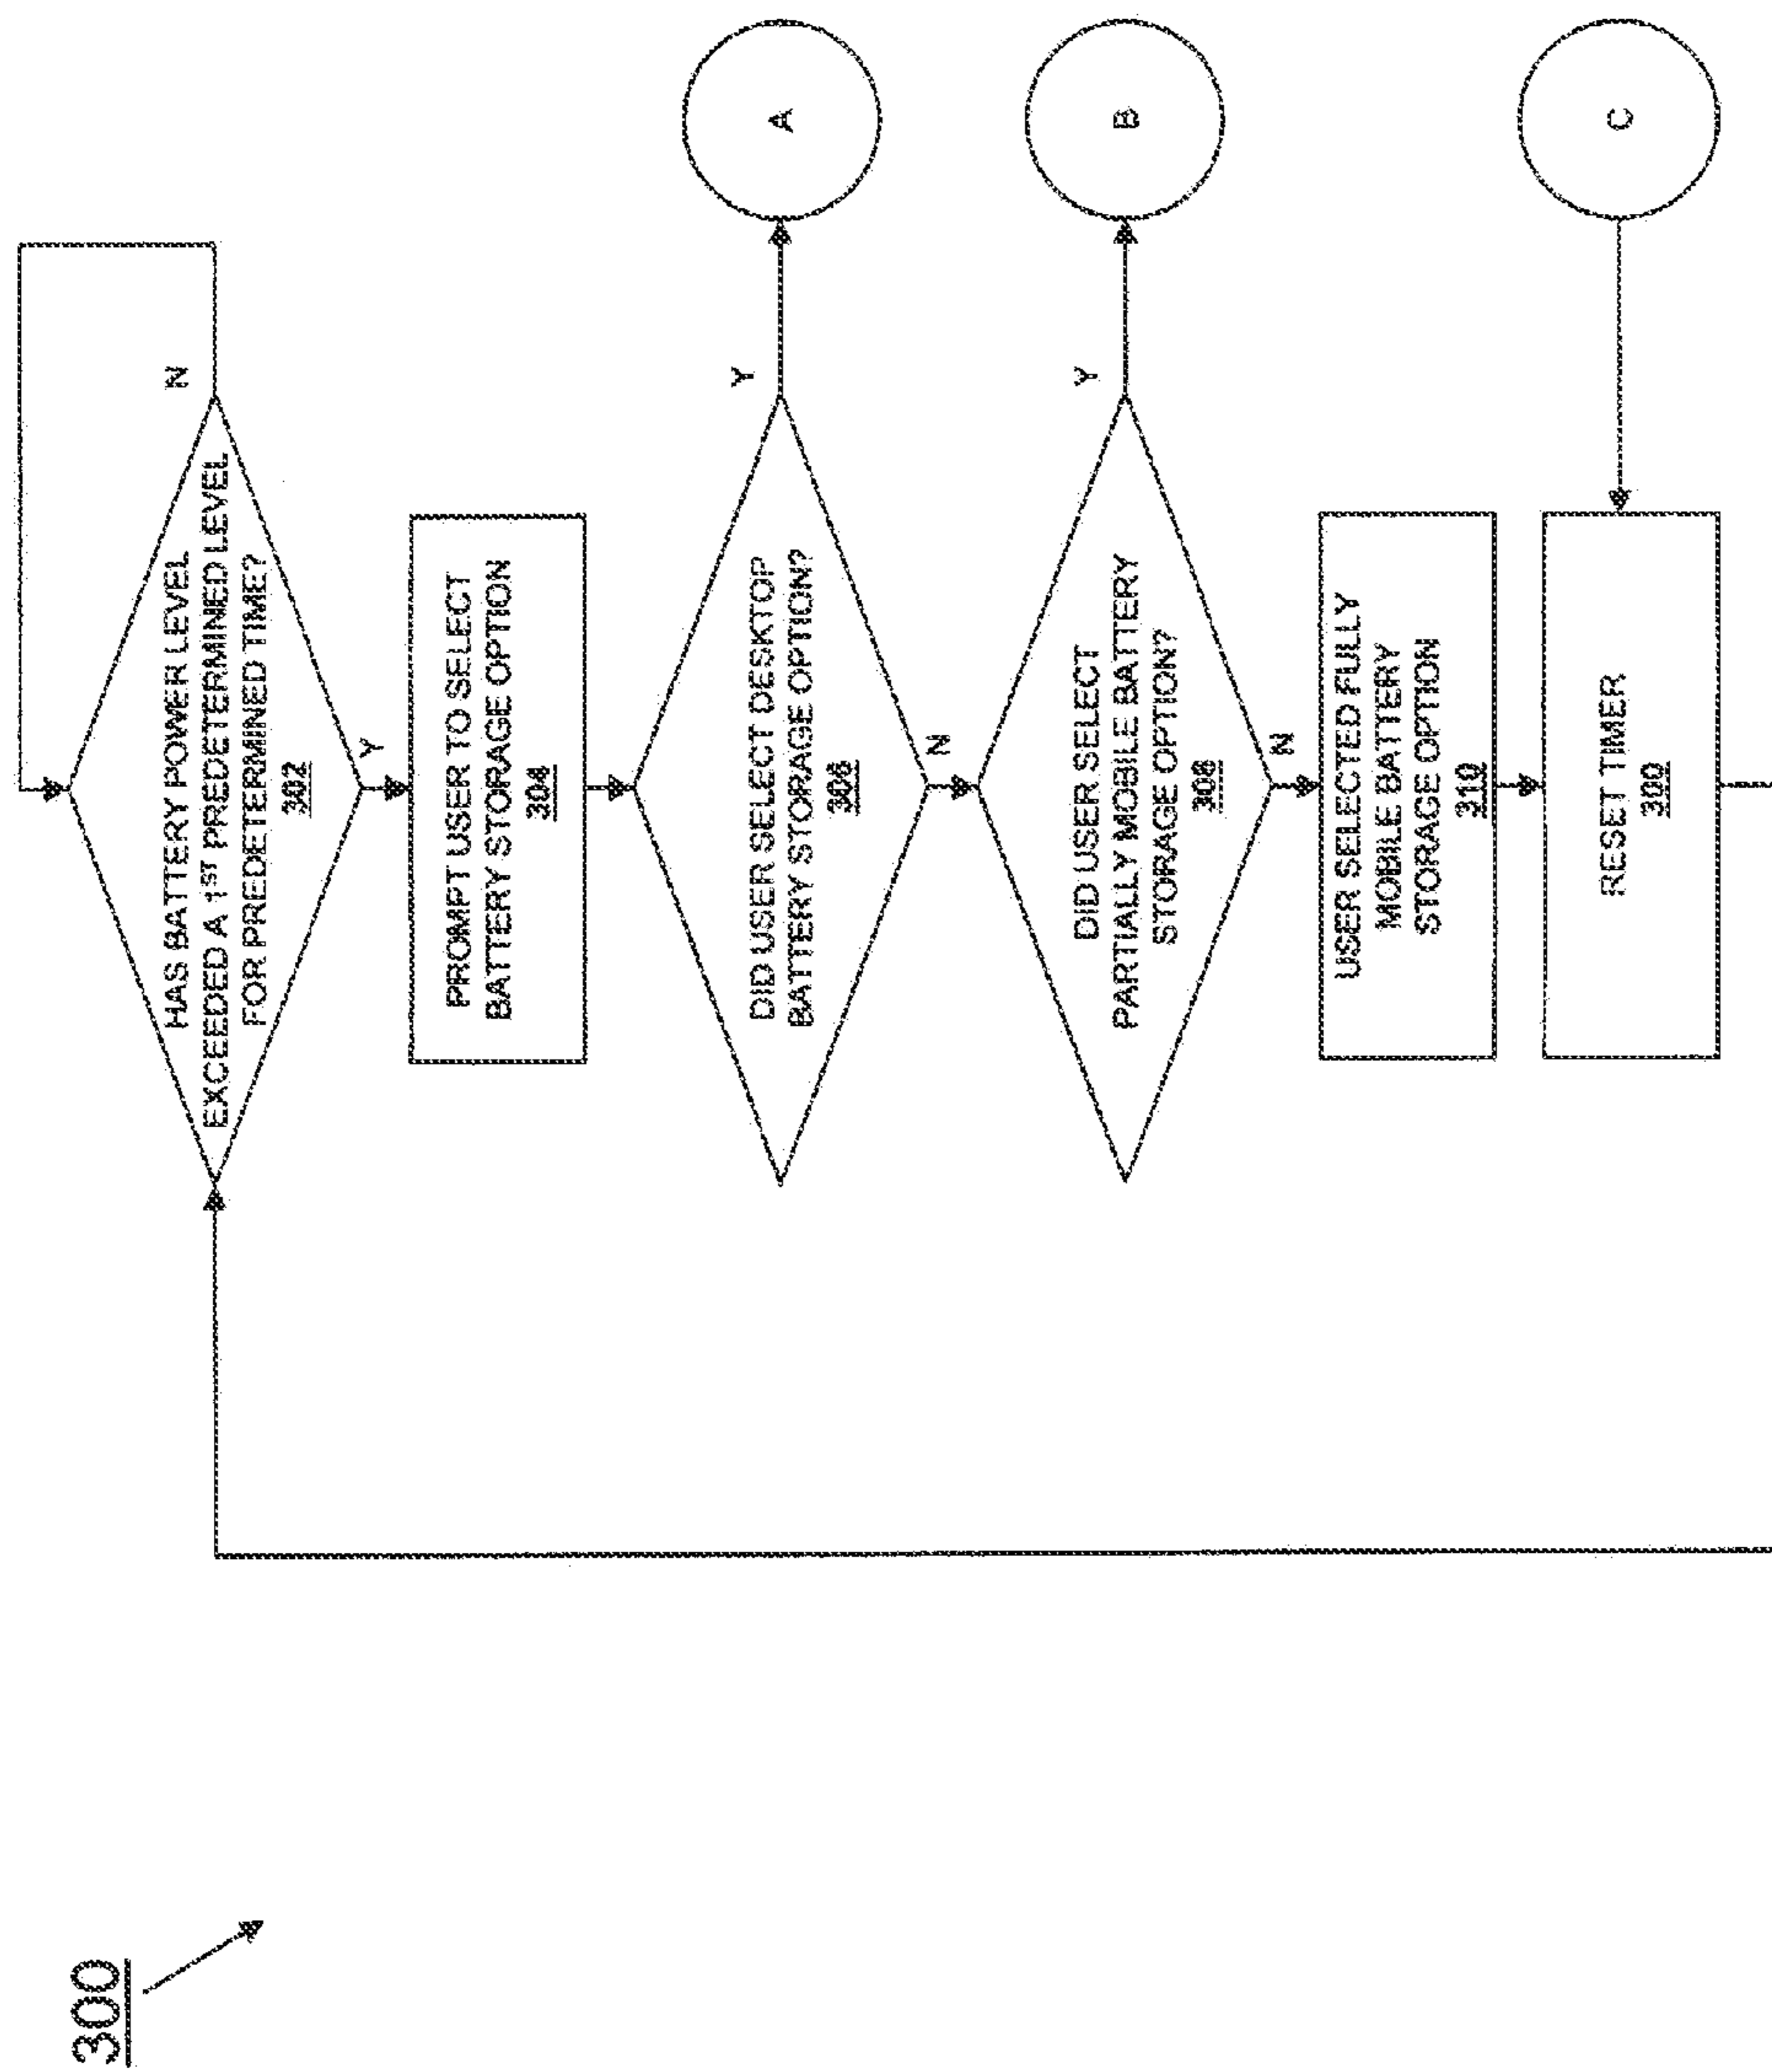 300
HAS BATTERY POWER LEVEL
EXCEEDED A 1ST PREDETERMINED LEVEL
FOR PREDETERMINED TIME?
302
N
Y
PROMPT USER TO SELECT
BATTERY STORAGE OPTION
304
DID USER SELECT DESKTOP
BATTERY STORAGE OPTION?
306
Y
A
N
DID USER SELECT
PARTIALLY MOBILE BATTERY
STORAGE OPTION?
308
Y
B
N
USER SELECTED FULLY
MOBILE BATTERY
STORAGE OPTION
310
RESET TIMER
300
C